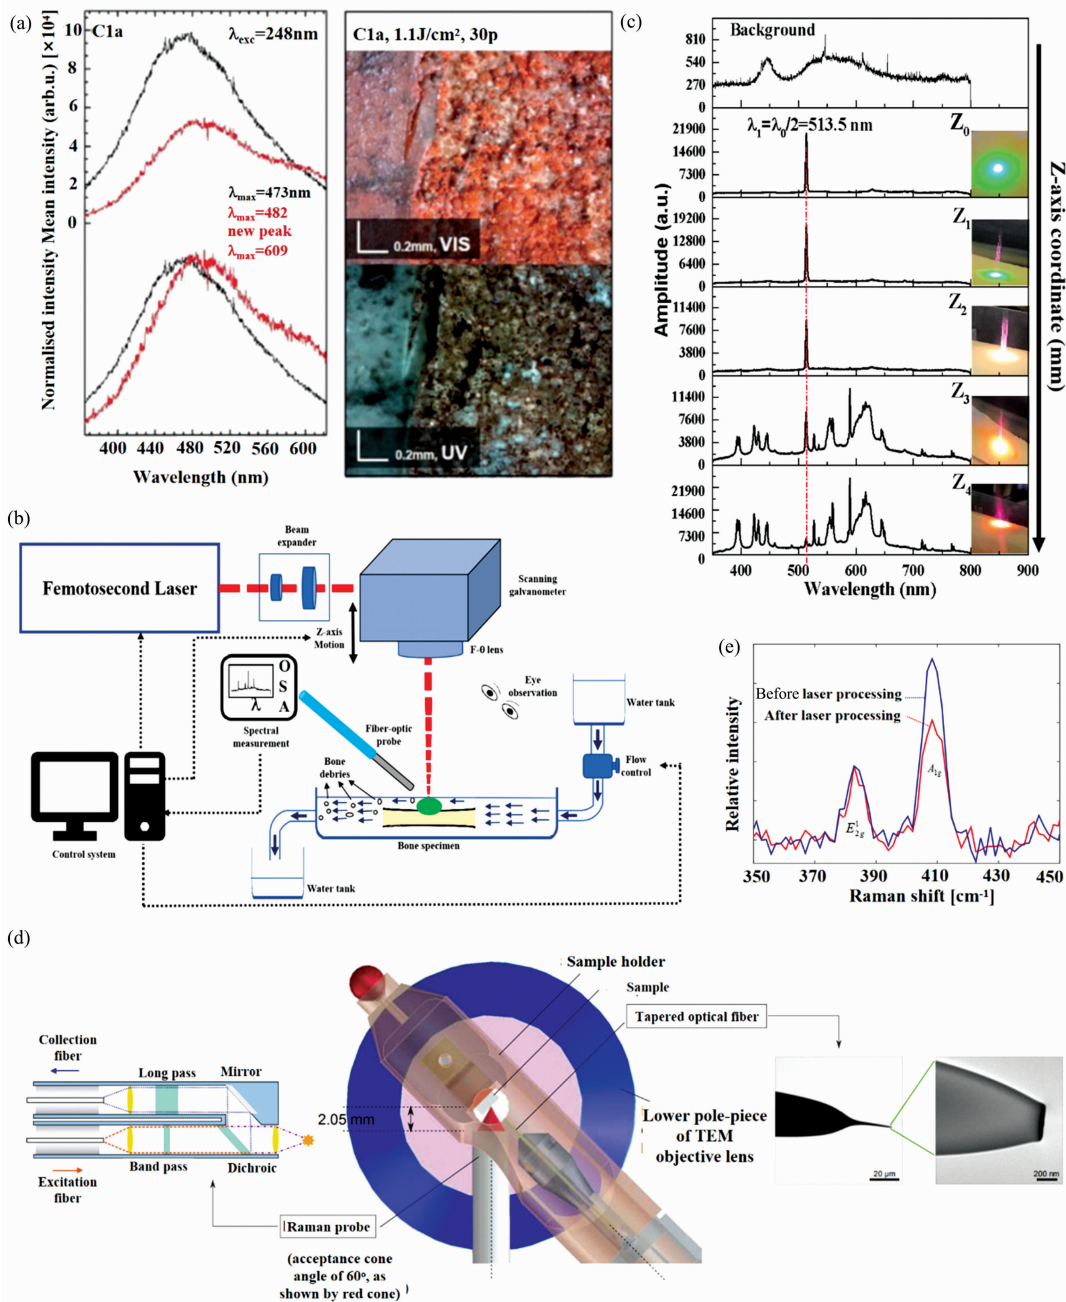 (a)
Normalised intensity Mean intensity (arb.u.) [×10⁴]
10
8
6
4
2
0
C1a
λexc=248nm
λmax=473nm
λmax=482
new peak
λmax=609
400 440 480 520 560 600
Wavelength (nm)
C1a, 1.1J/cm², 30p
0.2mm, VIS
0.2mm, UV
(c)
Amplitude (a.u.)
Background
810
540
270
0
λ₁=λ₀/2=513.5 nm
Z₀
21900
14600
7300
0
Z₁
19200
12800
6400
0
Z₂
11400
7600
3800
0
Z₃
11400
7600
3800
0
Z₄
21900
14600
7300
0
400 500 600 700 800 900
Wavelength (nm)
Z-axis coordinate (mm)
(b)
Femotosecond Laser
Beam
expander
Scanning
galvanometer
Z-axis
Motion
F-θ lens
O
S
A
λ
Spectral
measurement
Fiber-optic
probe
Eye
observation
Water tank
Flow
control
Bone
debries
Bone specimen
Control system
Water tank
(e)
Relative intensity
Before laser processing
After laser processing
A1g
E¹2g
350 370 390 410 430 450
Raman shift [cm⁻¹]
(d)
Collection
fiber
Long pass
Mirror
Band pass
Dichroic
Excitation
fiber
2.05 mm
Raman probe
(acceptance cone
angle of 60º, as
shown by red cone)
Sample holder
Sample
Tapered optical fiber
Lower pole-piece
of TEM
objective lens
20 µm
200 nm